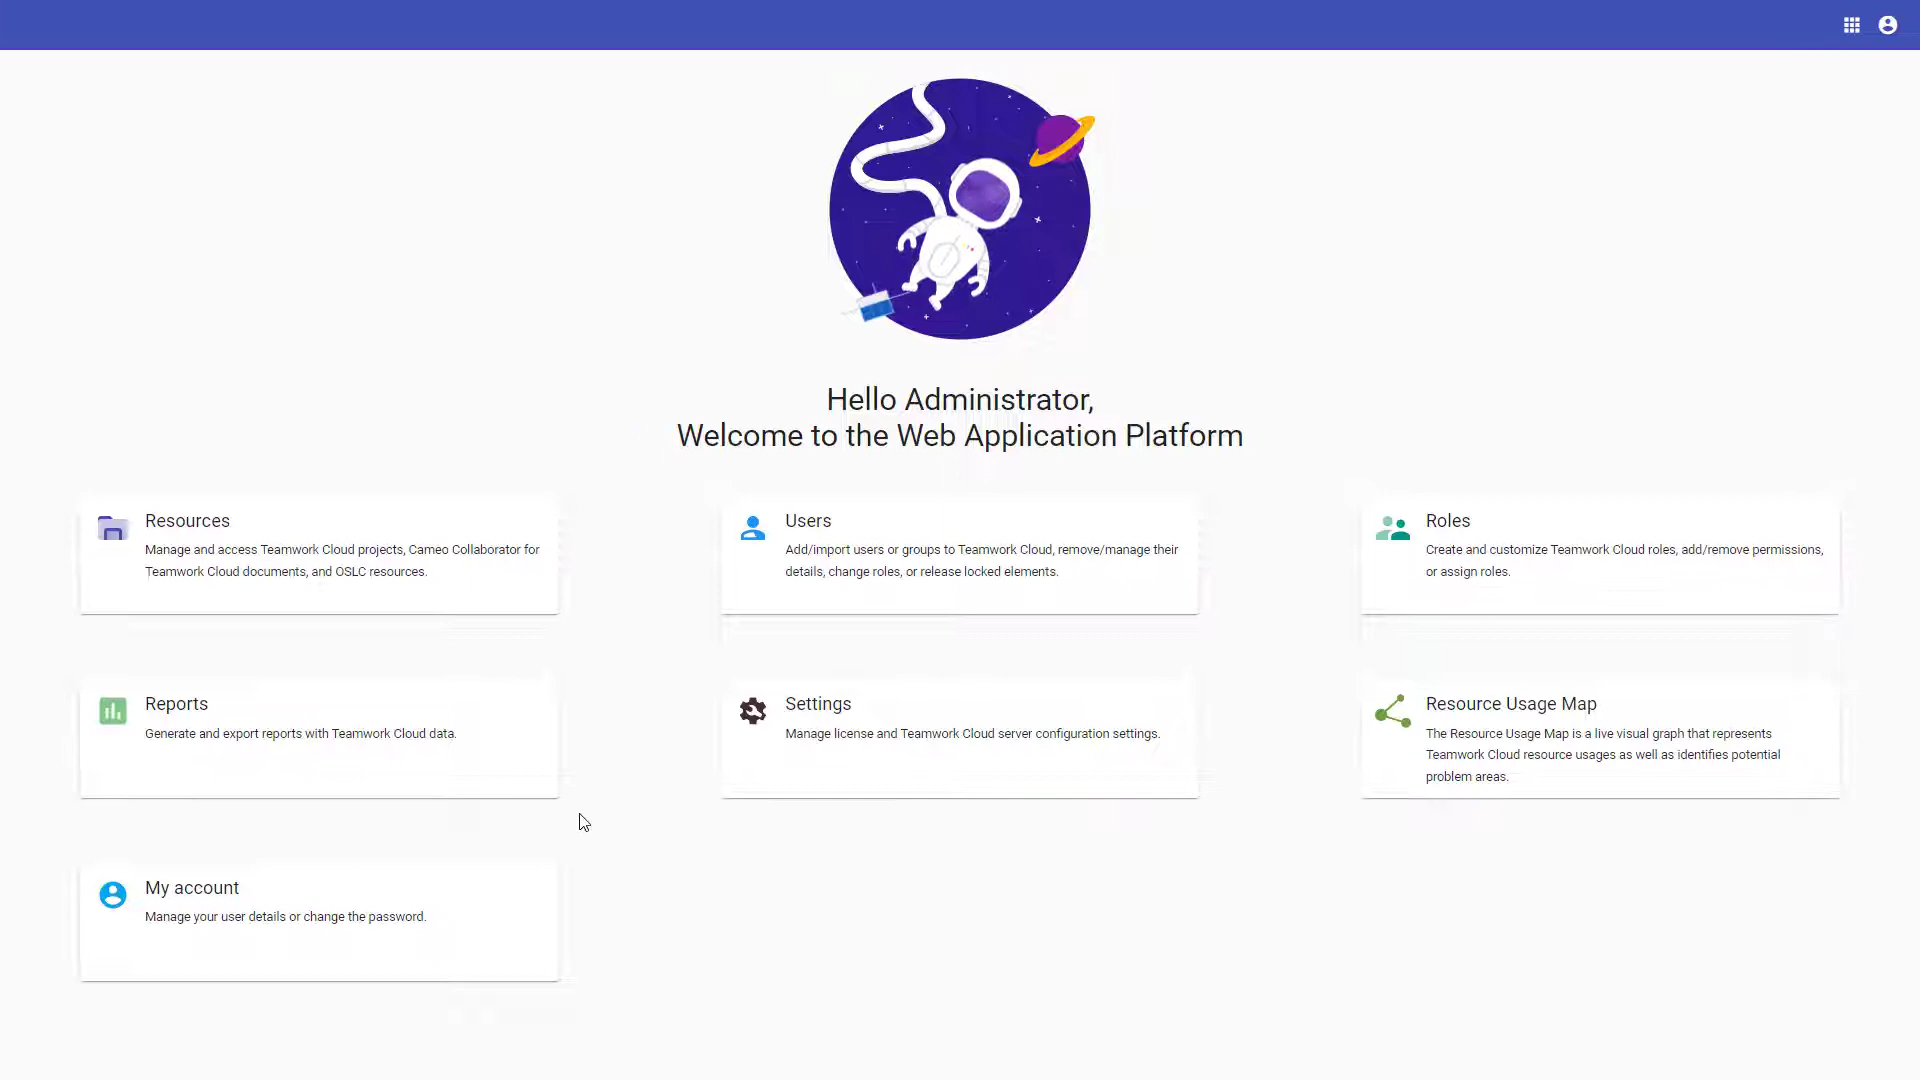 Hello Administrator,
Welcome to the Web Application Platform
Resources
Manage and access Teamwork Cloud projects, Cameo Collaborator for
Teamwork Cloud documents, and OSLC resources.
Users
Add/import users or groups to Teamwork Cloud, remove/manage their
details, change roles, or release locked elements.
Roles
Create and customize Teamwork Cloud roles, add/remove permissions,
or assign roles.
Reports
Generate and export reports with Teamwork Cloud data.
Settings
Manage license and Teamwork Cloud server configuration settings.
Resource Usage Map
The Resource Usage Map is a live visual graph that represents
Teamwork Cloud resource usages as well as identifies potential
problem areas.
My account
Manage your user details or change the password.